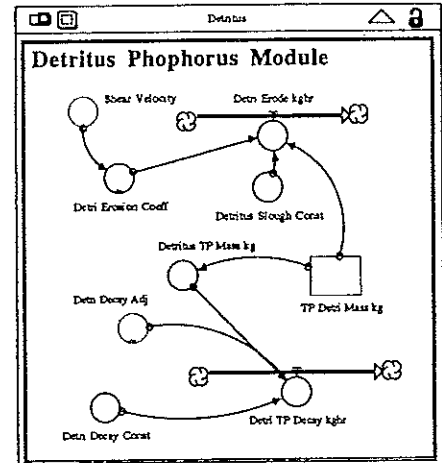 Detritus
Detritus Phophorus Module
Shear Velocity
Detri Erode kghr
Detri Erosion Coeff
Detritus Slough Const
Detritus TP Mass kg
TP Detri Mass kg
Detri Decay Adj
Detri TP Decay kghr
Detri Decay Const